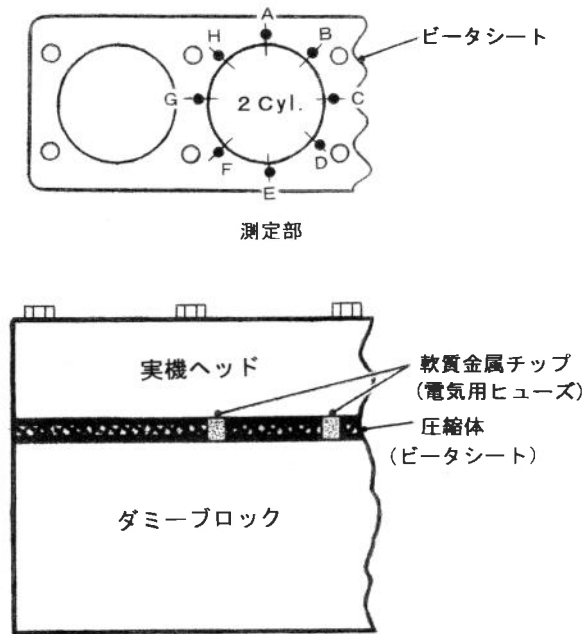 A
H
B
ビータシート
G
2 Cyl.
C
F
D
E
測定部
実機ヘッド
軟質金属チップ
(電気用ヒューズ)
圧縮体
(ビータシート)
ダミーブロック